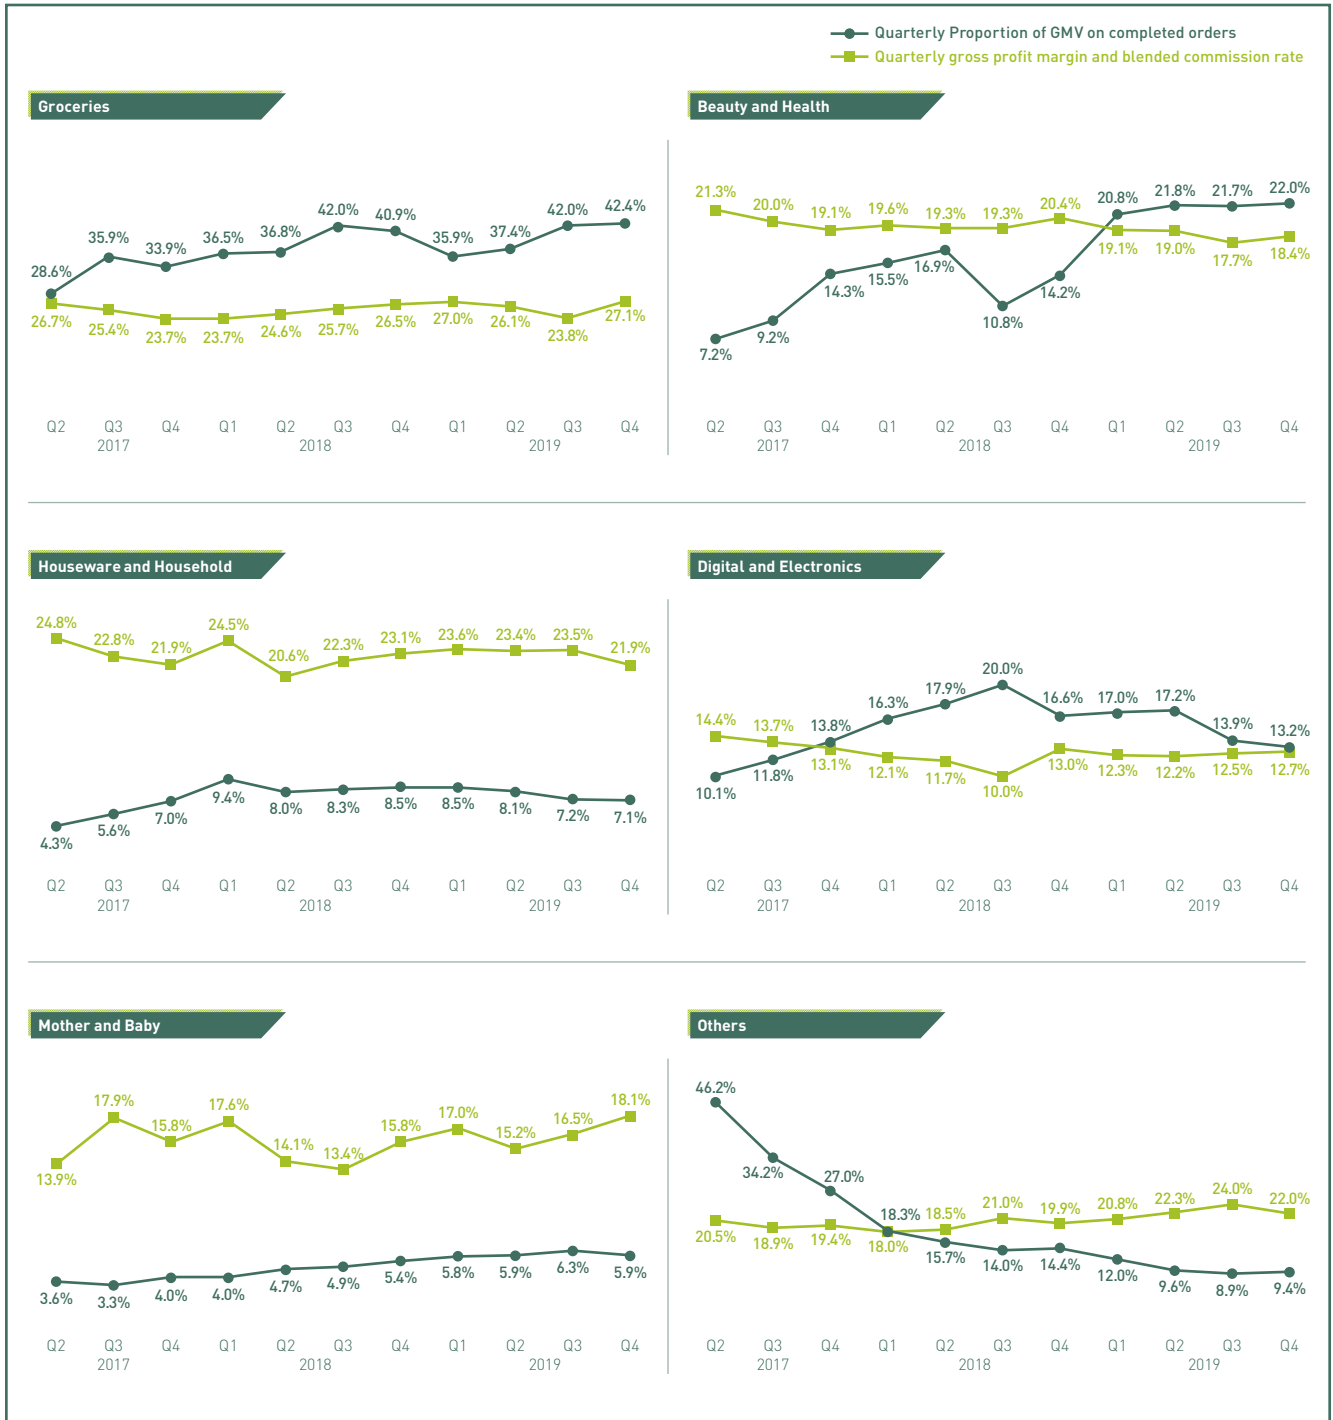 Quarterly Proportion of GMV on completed orders
Quarterly gross profit margin and blended commission rate
Groceries
28.6% 35.9% 33.9% 36.5% 36.8% 42.0% 40.9% 35.9% 37.4% 42.0% 42.4%
26.7% 25.4% 23.7% 23.7% 24.6% 25.7% 26.5% 27.0% 26.1% 23.8% 27.1%
Q2 Q3 Q4 Q1 Q2 Q3 Q4 Q1 Q2 Q3 Q4
2017 2018 2019
Beauty and Health
21.3% 20.0% 19.1% 19.6% 19.3% 19.3% 20.4% 19.1% 19.0% 17.7% 18.4%
7.2% 9.2% 14.3% 15.5% 16.9% 10.8% 14.2% 20.8% 21.8% 21.7% 22.0%
Q2 Q3 Q4 Q1 Q2 Q3 Q4 Q1 Q2 Q3 Q4
2017 2018 2019
Houseware and Household
24.8% 22.8% 21.9% 24.5% 20.6% 22.3% 23.1% 23.6% 23.4% 23.5% 21.9%
4.3% 5.6% 7.0% 9.4% 8.0% 8.3% 8.5% 8.5% 8.1% 7.2% 7.1%
Q2 Q3 Q4 Q1 Q2 Q3 Q4 Q1 Q2 Q3 Q4
2017 2018 2019
Digital and Electronics
14.4% 13.7% 13.1% 12.1% 11.7% 10.0% 13.0% 12.3% 12.2% 12.5% 12.7%
10.1% 11.8% 13.8% 16.3% 17.9% 20.0% 16.6% 17.0% 17.2% 13.9% 13.2%
Q2 Q3 Q4 Q1 Q2 Q3 Q4 Q1 Q2 Q3 Q4
2017 2018 2019
Mother and Baby
13.9% 17.9% 15.8% 17.6% 14.1% 13.4% 15.8% 17.0% 15.2% 16.5% 18.1%
3.6% 3.3% 4.0% 4.0% 4.7% 4.9% 5.4% 5.8% 5.9% 6.3% 5.9%
Q2 Q3 Q4 Q1 Q2 Q3 Q4 Q1 Q2 Q3 Q4
2017 2018 2019
Others
46.2% 34.2% 27.0% 18.3% 15.7% 14.0% 14.4% 12.0% 9.6% 8.9% 9.4%
20.5% 18.9% 19.4% 18.0% 18.5% 21.0% 19.9% 20.8% 22.3% 24.0% 22.0%
Q2 Q3 Q4 Q1 Q2 Q3 Q4 Q1 Q2 Q3 Q4
2017 2018 2019